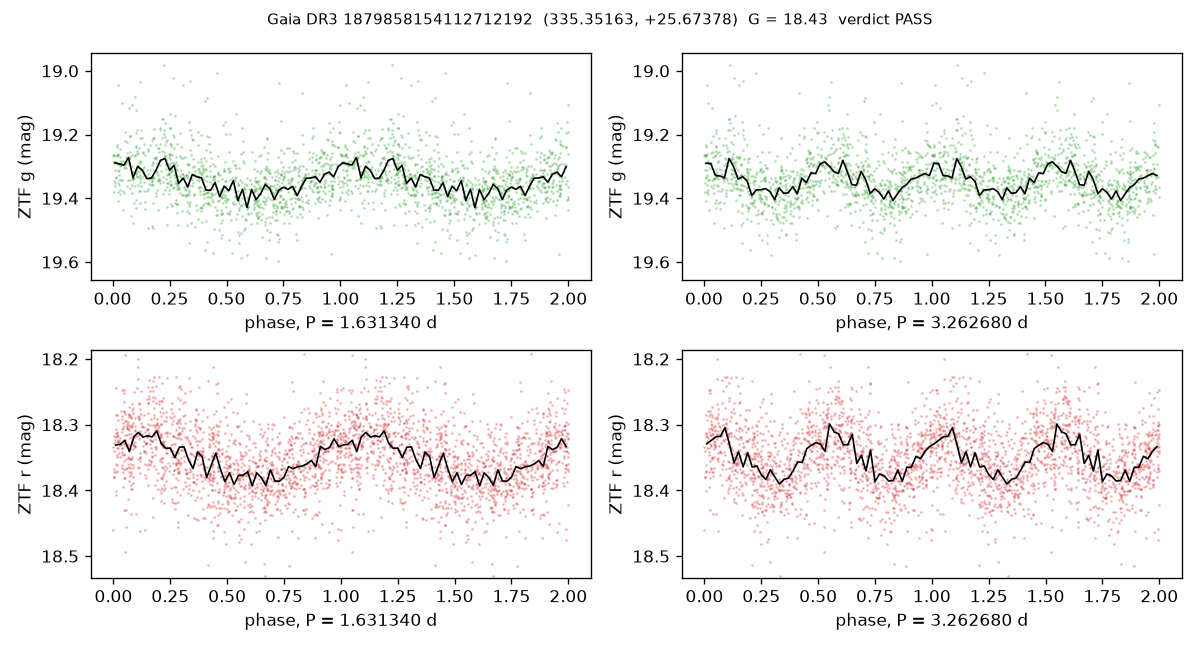 Gaia DR3 1879858154112712192  (335.35163, +25.67378)  G = 18.43  verdict PASS
ZTF g (mag)
19.0
19.2
19.4
19.6
0.00 0.25 0.50 0.75 1.00 1.25 1.50 1.75 2.00
phase, P = 1.631340 d
ZTF g (mag)
19.0
19.2
19.4
19.6
0.00 0.25 0.50 0.75 1.00 1.25 1.50 1.75 2.00
phase, P = 3.262680 d
ZTF r (mag)
18.2
18.3
18.4
18.5
0.00 0.25 0.50 0.75 1.00 1.25 1.50 1.75 2.00
phase, P = 1.631340 d
ZTF r (mag)
18.2
18.3
18.4
18.5
0.00 0.25 0.50 0.75 1.00 1.25 1.50 1.75 2.00
phase, P = 3.262680 d